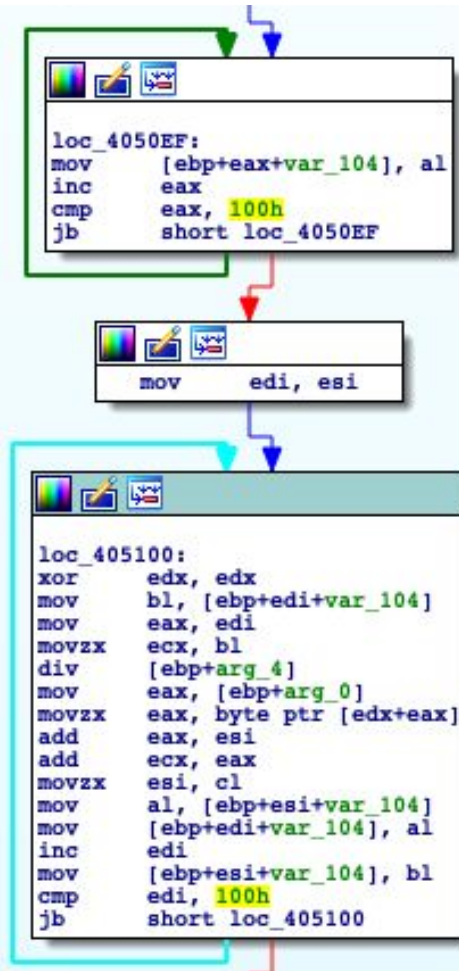 loc_4050EF:
mov [ebp+eax+var_104], al
inc eax
cmp eax, 100h
jb short loc_4050EF
mov edi, esi
loc_405100:
xor edx, edx
mov bl, [ebp+edi+var_104]
mov eax, edi
movzx ecx, bl
div [ebp+arg_4]
mov eax, [ebp+arg_0]
movzx eax, byte ptr [edx+eax]
add eax, esi
add ecx, eax
movzx esi, cl
mov al, [ebp+esi+var_104]
mov [ebp+edi+var_104], al
inc edi
mov [ebp+esi+var_104], bl
cmp edi, 100h
jb short loc_405100